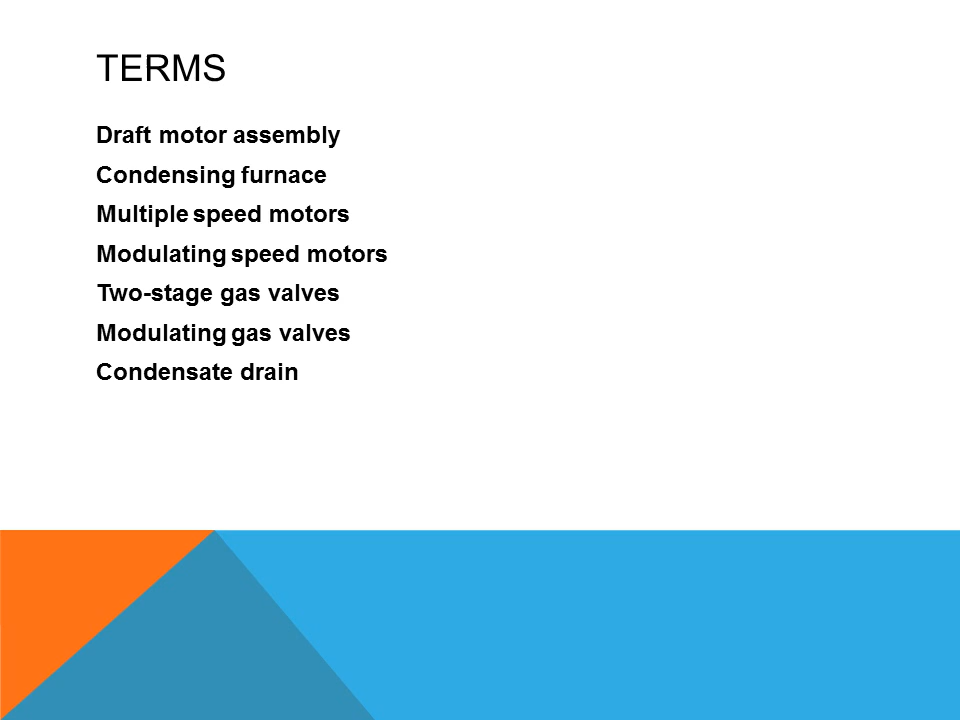 TERMS
Draft motor assembly
Condensing furnace
Multiple speed motors
Modulating speed motors
Two-stage gas valves
Modulating gas valves
Condensate drain